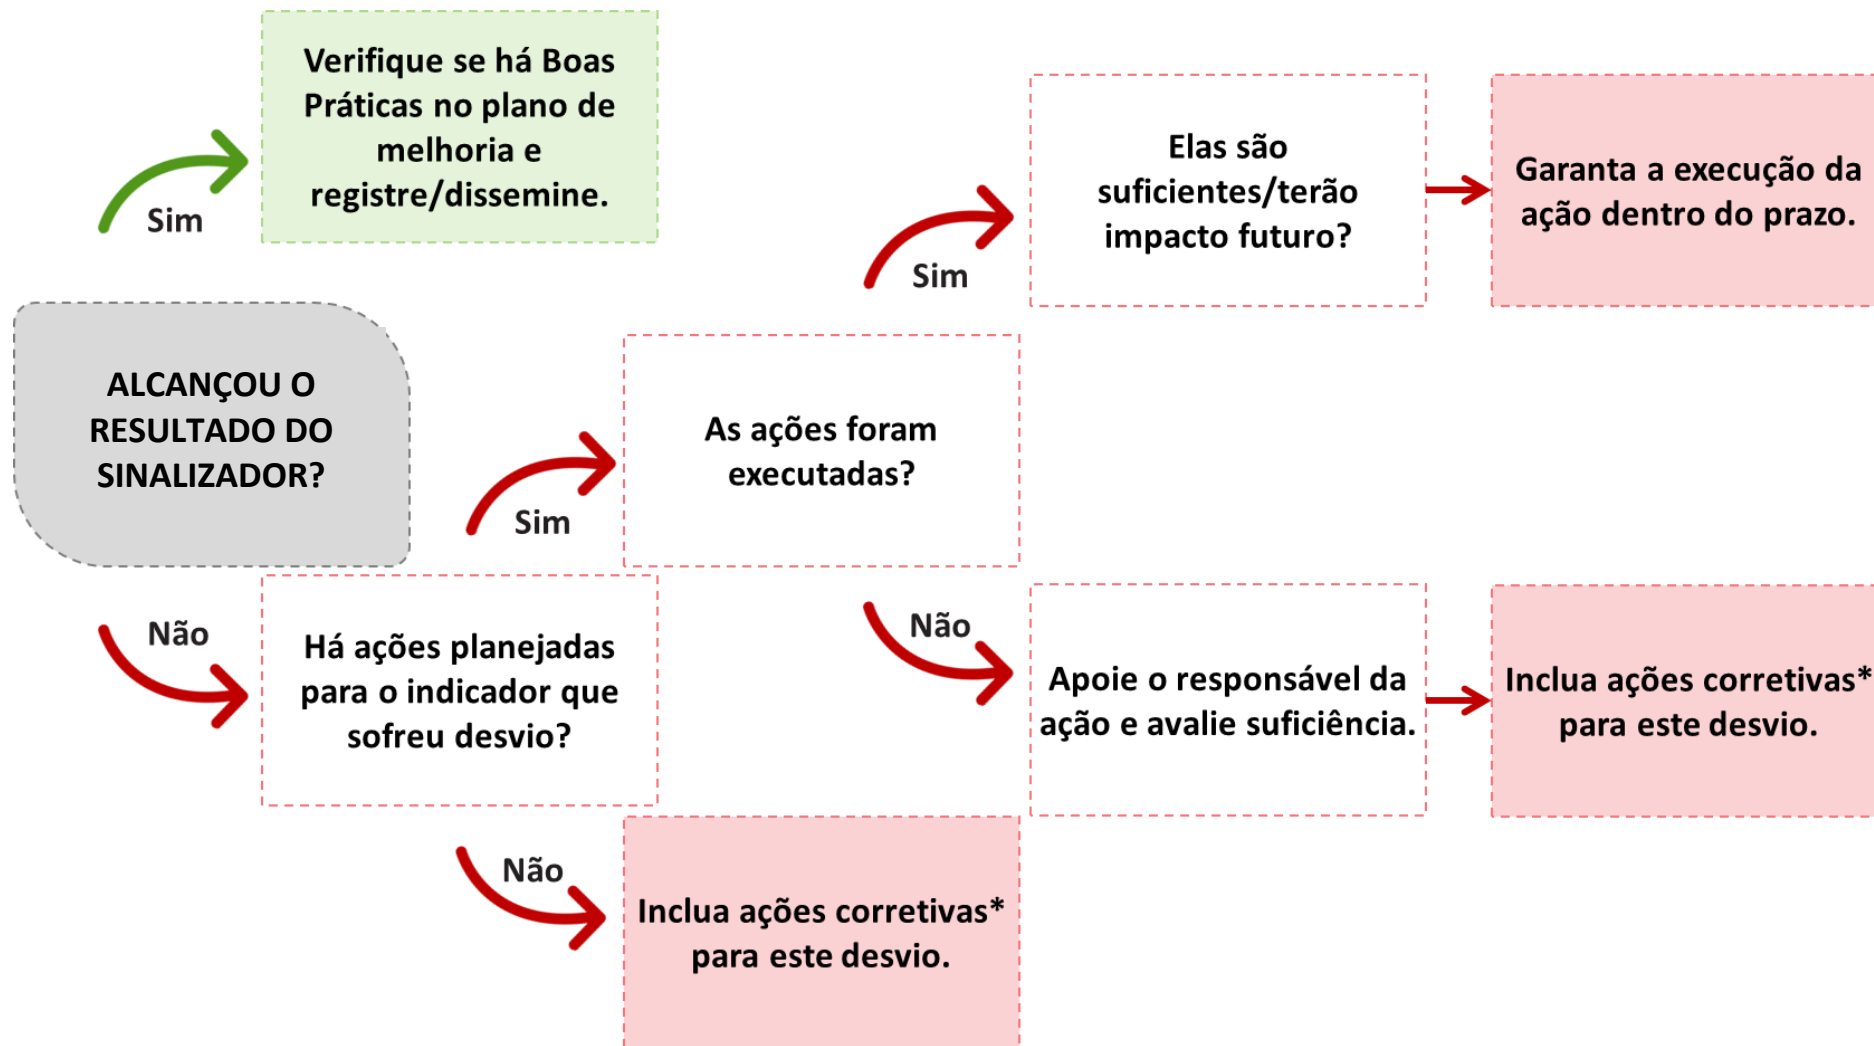 Verifique se há Boas
Práticas no plano de
melhoria e
registre/dissemine.
Sim
ALCANÇOU O
RESULTADO DO
SINALIZADOR?
Não
Há ações planejadas
para o indicador que
sofreu desvio?
Sim
As ações foram
executadas?
Não
Inclua ações corretivas*
para este desvio.
Sim
Elas são
suficientes/terão
impacto futuro?
Garanta a execução da
ação dentro do prazo.
Não
Apoie o responsável da
ação e avalie suficiência.
Inclua ações corretivas*
para este desvio.